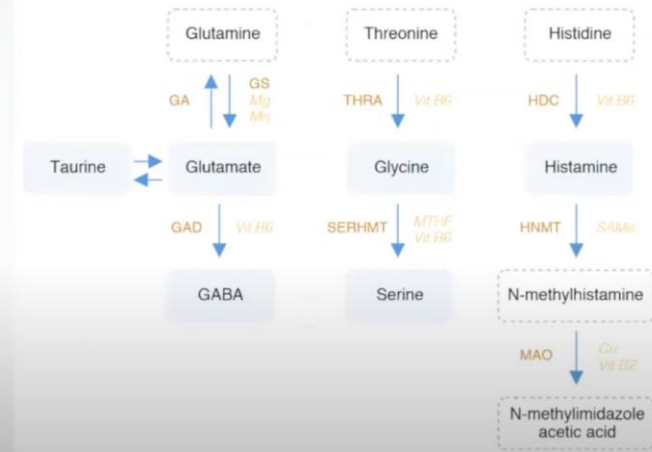 Glutamine
Threonine
Histidine
GA
GS
Mg
Mn
THRA
Vit B6
HDC
Vit B6
Taurine
Glutamate
Glycine
Histamine
GAD
Vit B6
SERHMT
MTHF
Vit B6
HNMT
SAMe
GABA
Serine
N-methylhistamine
MAO
Cu
Vit B2
N-methylimidazole
acetic acid